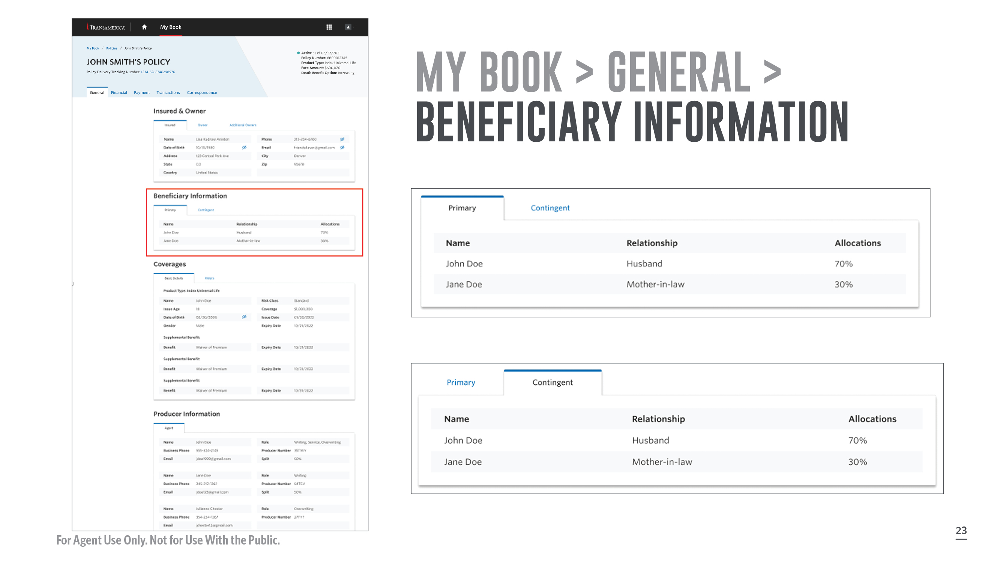 TRANSAMERICA
My Book
My Book / Policies / John Smith's Policy
JOHN SMITH'S POLICY
Policy Delivery Tracking Number: 123415263746298976
Active as of 03/22/2021
Policy Number: 6600012345
Product Type: Index Universal Life
Face Amount: $600,020
Death Benefit Option: Increasing
General Financial Payment Transactions Correspondence
Insured & Owner
Insured Owner Additional Owners
Name Lisa Kadrow Aniston Phone 213-234-6700
Date of Birth 10/31/1980 Email friends4ever@gmail.com
Address 123 Central Park Ave City Denver
State CO Zip 95678
Country United States
Beneficiary Information
Primary Contingent
Name Relationship Allocations
John Doe Husband 70%
Jane Doe Mother-in-law 30%
Coverages
Basic Details Riders
Product Type: Index Universal Life
Name John Doe Risk Class Standard
Issue Age 18 Coverage $1,000,000
Date of Birth 02/20/2000 Issue Date 01/20/2022
Gender Male Expiry Date 10/21/2022
Supplemental Benefit:
Benefit Waiver of Premium Expiry Date 10/31/2022
Supplemental Benefit:
Benefit Waiver of Premium Expiry Date 10/31/2022
Supplemental Benefit:
Benefit Waiver of Premium Expiry Date 10/31/2022
Producer Information
Agent
Name John Doe Role Writing, Service, Overwriting
Business Phone 555-324-2145 Producer Number
Email jdoe1999@gmail.com Split 50%
Name Jane Doe Role Writing
Business Phone Producer Number
Email jdoe123@gmail.com Split 50%
Name Julianne Chester Role Overwriting
Business Phone 354-234-1267 Producer Number
Email jchester12@gmail.com
MY BOOK > GENERAL >
BENEFICIARY INFORMATION
Primary Contingent
Name Relationship Allocations
John Doe Husband 70%
Jane Doe Mother-in-law 30%
Primary Contingent
Name Relationship Allocations
John Doe Husband 70%
Jane Doe Mother-in-law 30%
For Agent Use Only. Not for Use With the Public.
23